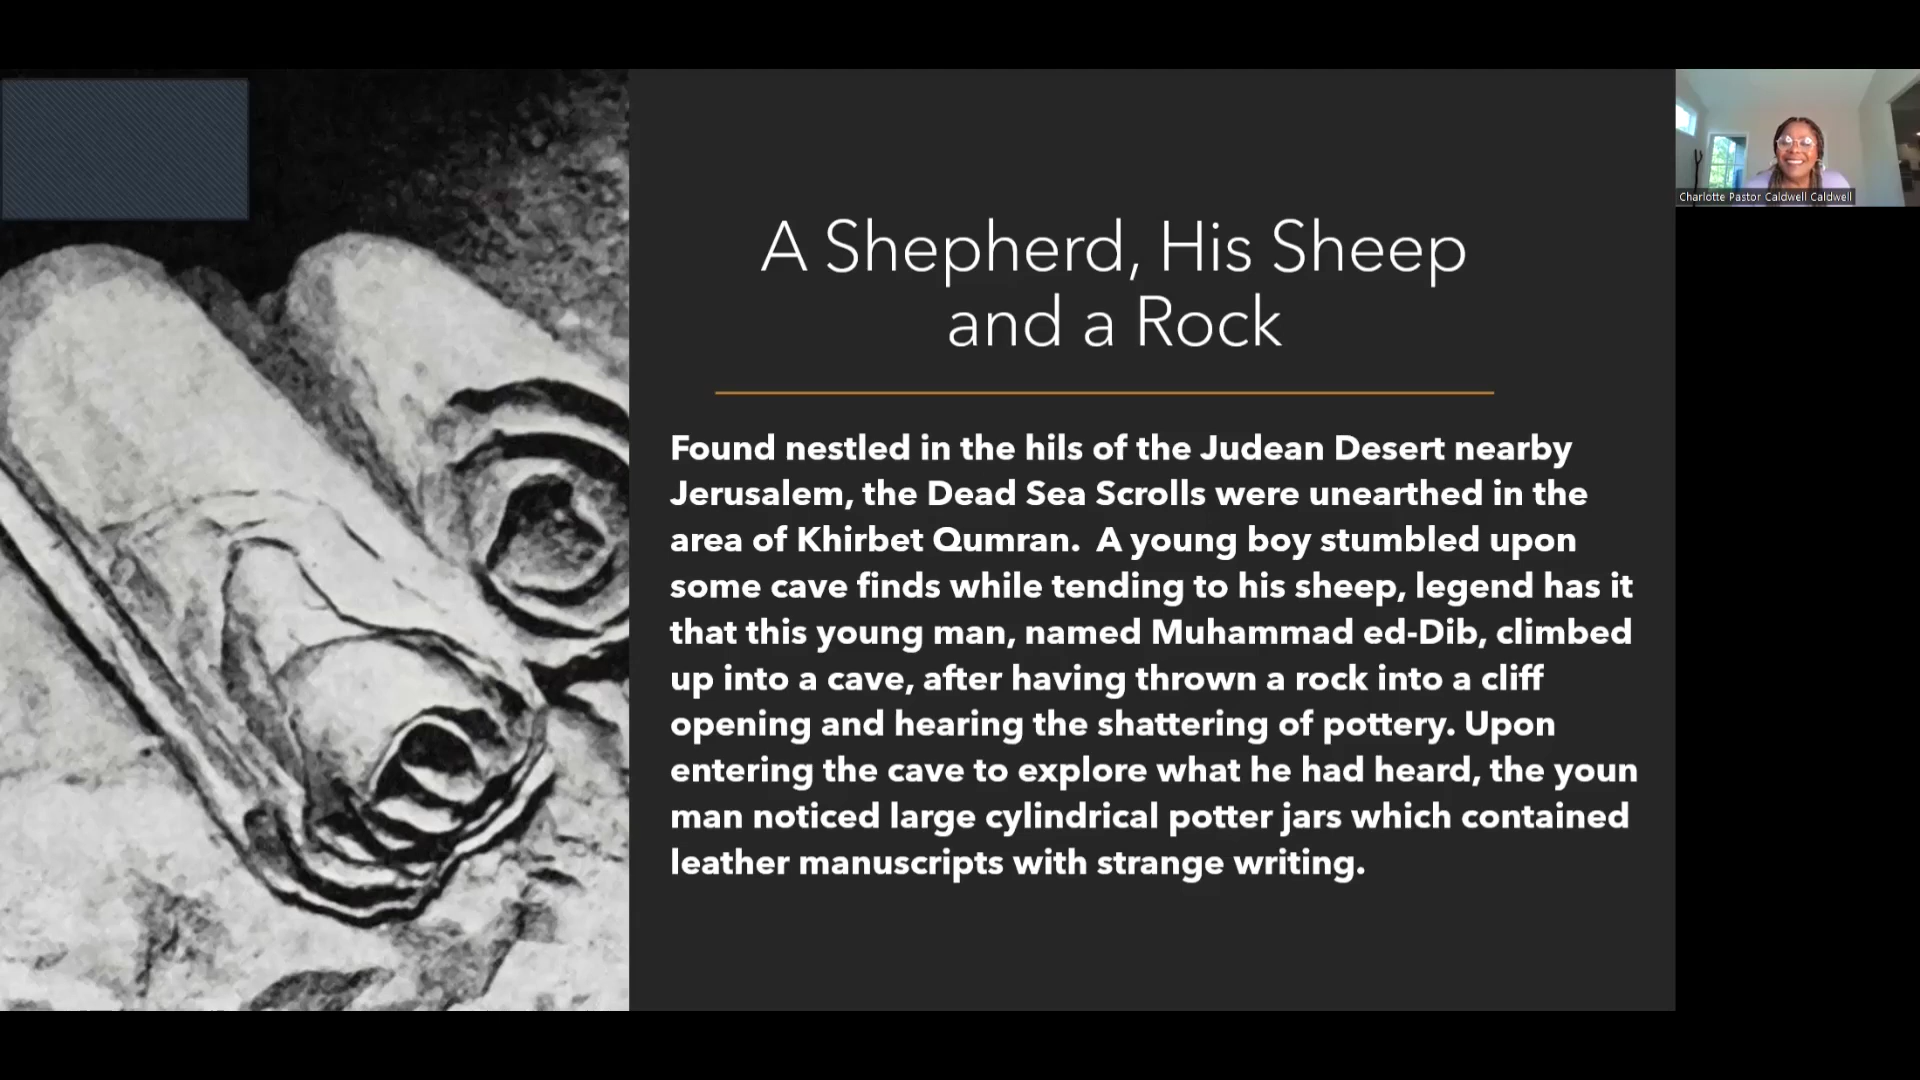 A Shepherd, His Sheep
and a Rock
Found nestled in the hils of the Judean Desert nearby
Jerusalem, the Dead Sea Scrolls were unearthed in the
area of Khirbet Qumran.  A young boy stumbled upon
some cave finds while tending to his sheep, legend has it
that this young man, named Muhammad ed-Dib, climbed
up into a cave, after having thrown a rock into a cliff
opening and hearing the shattering of pottery. Upon
entering the cave to explore what he had heard, the youn
man noticed large cylindrical potter jars which contained
leather manuscripts with strange writing.
Charlotte Pastor Caldwell Caldwell